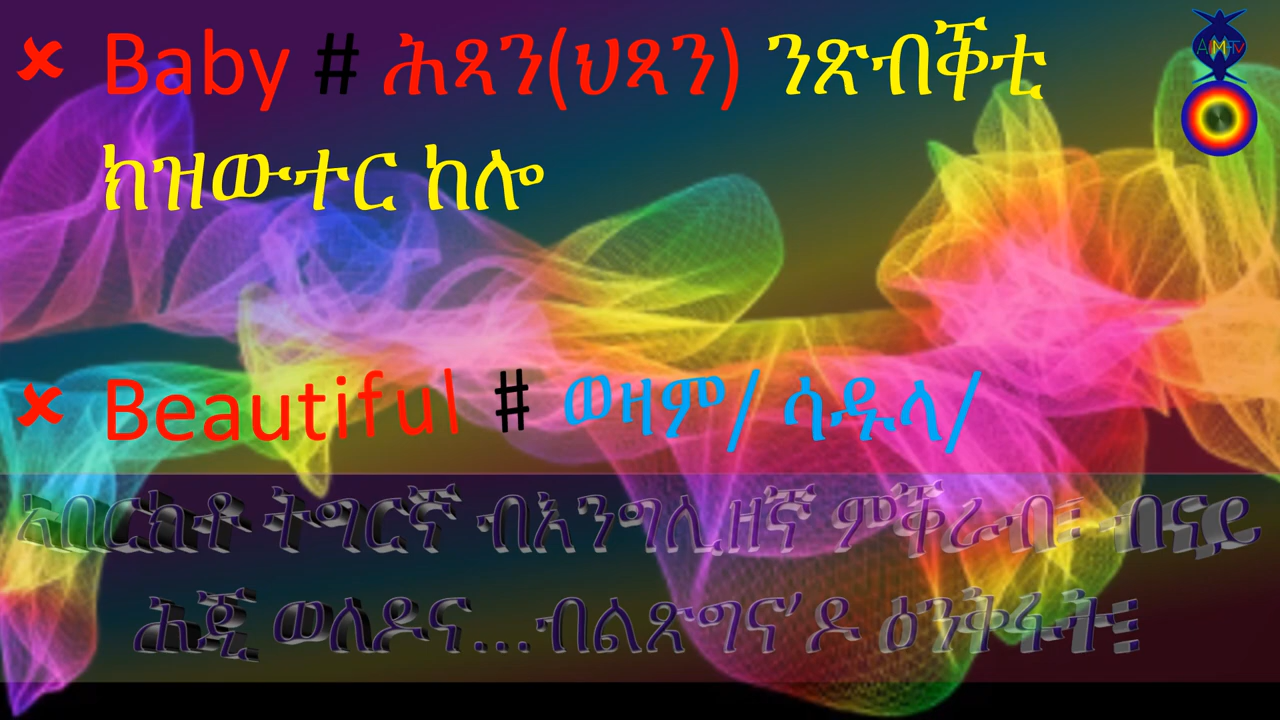 ✘ Baby # ሕጻን(ህጻን) ንጽብቕቲ
ክዝውተር ከሎ
✘ Beautiful # ወዛም/ ሳዱላ/
ኣበርክቶ ትግርኛ ብእንግሊዘኛ ምቕራብ፧ ብናይ
ሕጂ ወለዶና...ብልጽግና’ዶ ዕንቅፋት፧